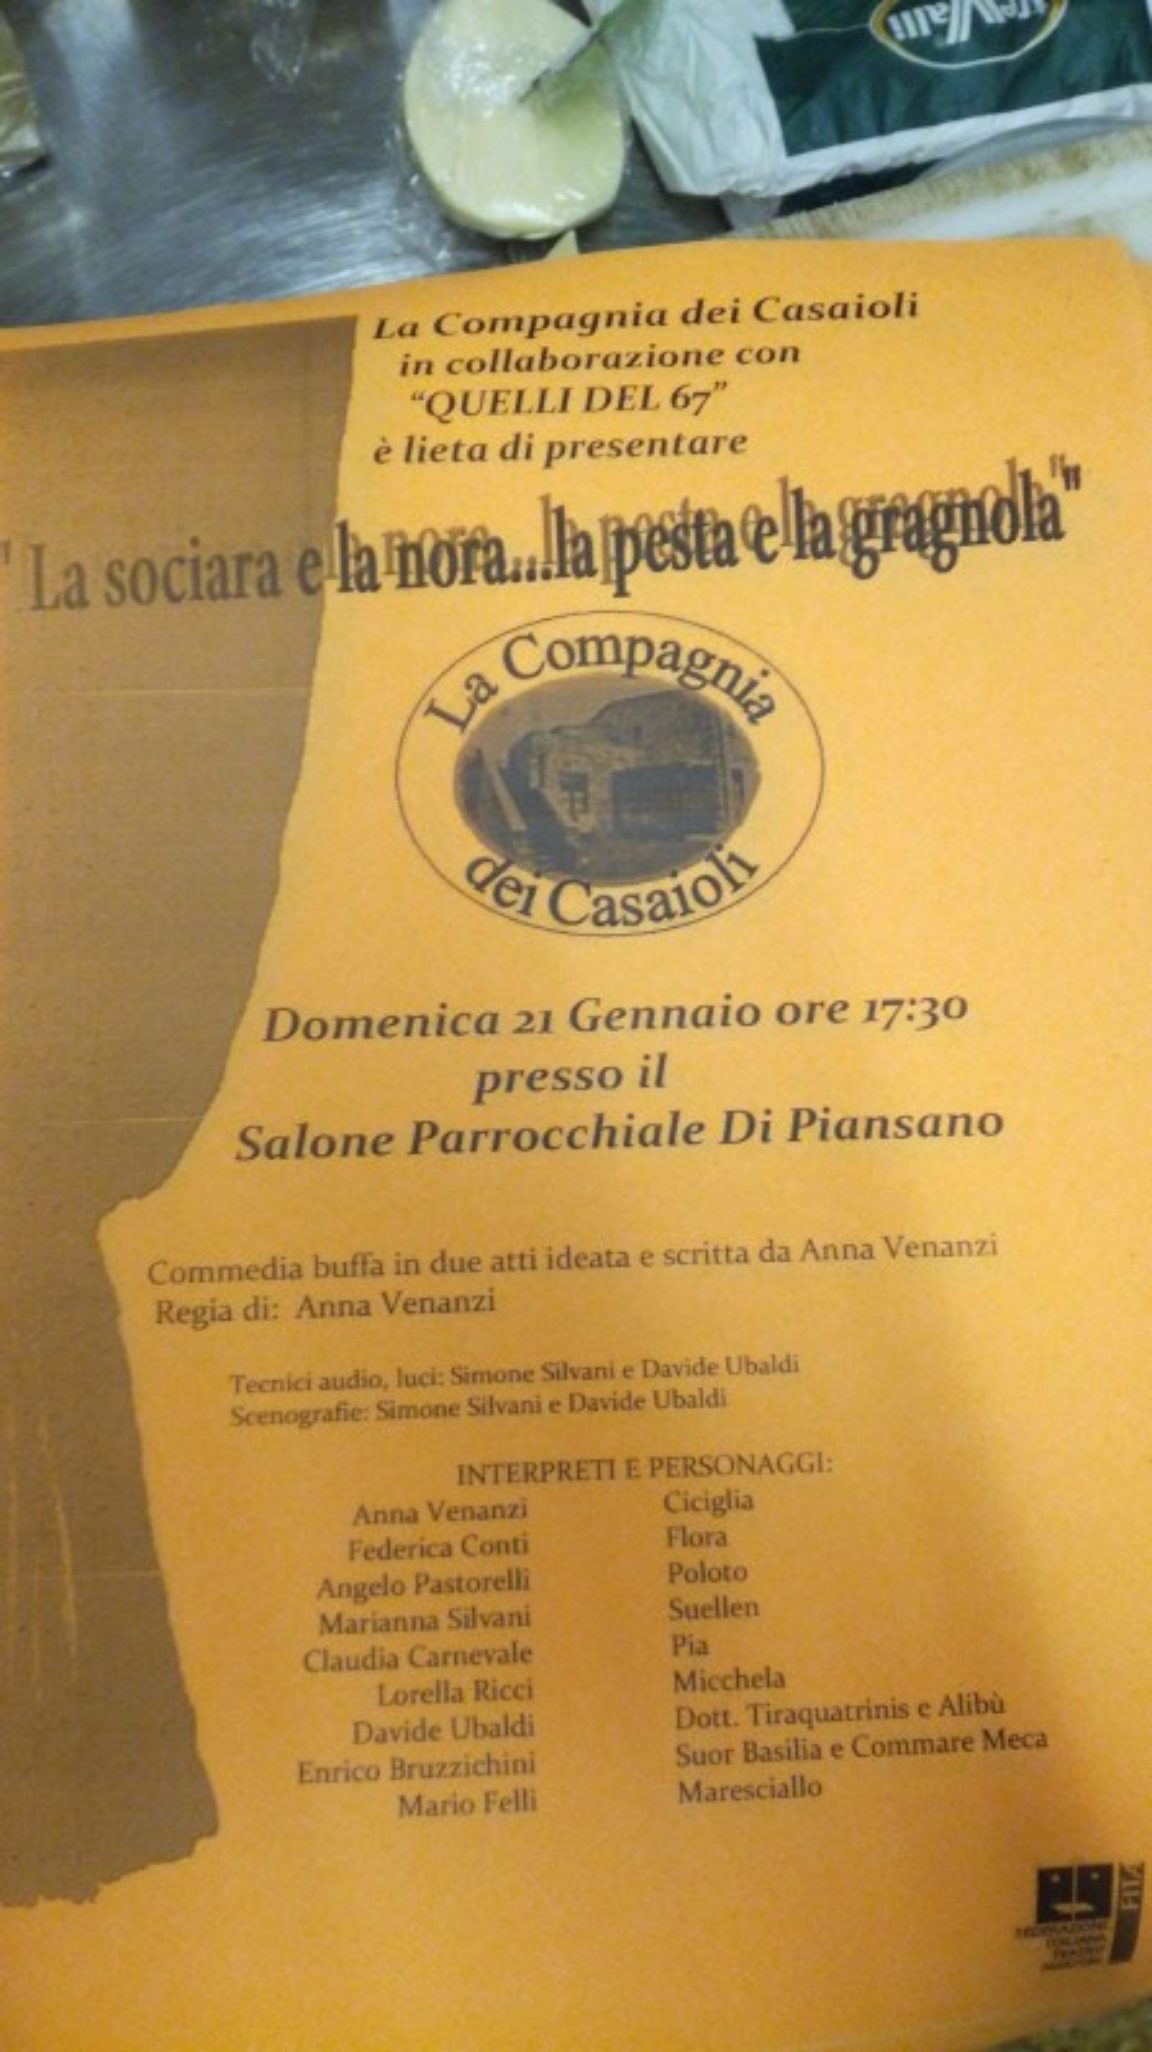 La Compagnia dei Casaioli
in collaborazione con
“QUELLI DEL 67”
è lieta di presentare
" La sociara e la nora...la pesta e la gragnola"
La Compagnia
dei Casaioli
Domenica 21 Gennaio ore 17:30
presso il
Salone Parrocchiale Di Piansano
Commedia buffa in due atti ideata e scritta da Anna Venanzi
Regia di: Anna Venanzi
Tecnici audio, luci: Simone Silvani e Davide Ubaldi
Scenografie: Simone Silvani e Davide Ubaldi
INTERPRETI E PERSONAGGI:
Anna Venanzi Ciciglia
Federica Conti Flora
Angelo Pastorelli Poloto
Marianna Silvani Suellen
Claudia Carnevale Pia
Lorella Ricci Micchela
Davide Ubaldi Dott. Tiraquatrinis e Alibù
Enrico Bruzzichini Suor Basilia e Commare Meca
Mario Felli Maresciallo
FITA
FEDERAZIONE
ITALIANA
TEATRO